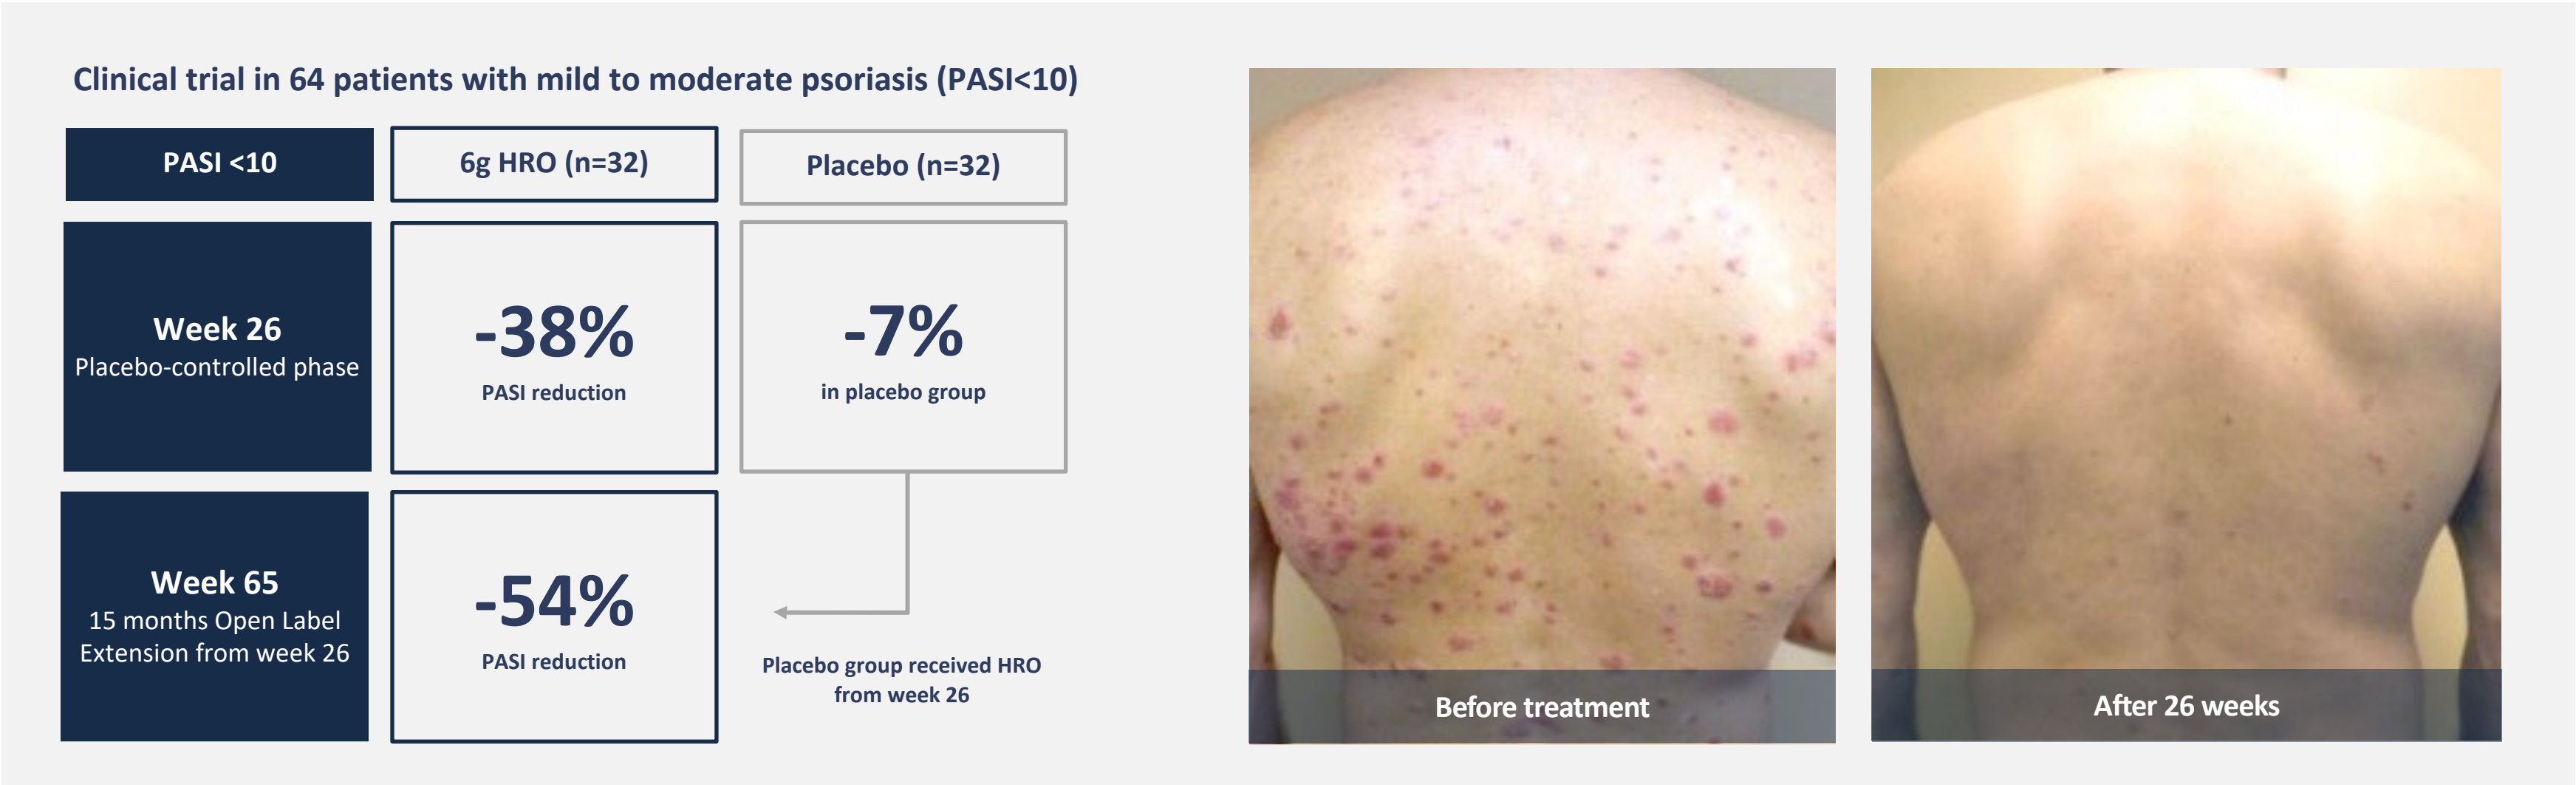 Clinical trial in 64 patients with mild to moderate psoriasis (PASI<10)
PASI <10
6g HRO (n=32)
Placebo (n=32)
Week 26
Placebo-controlled phase
-38%
PASI reduction
-7%
in placebo group
Week 65
15 months Open Label
Extension from week 26
-54%
PASI reduction
Placebo group received HRO
from week 26
Before treatment
After 26 weeks